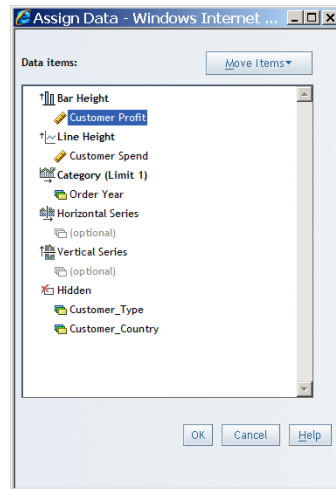 Assign Data - Windows Internet ...
Data items:
Move Items
Bar Height
Customer Profit
Line Height
Customer Spend
Category (Limit 1)
Order Year
Horizontal Series
(optional)
Vertical Series
(optional)
Hidden
Customer_Type
Customer_Country
OK Cancel Help